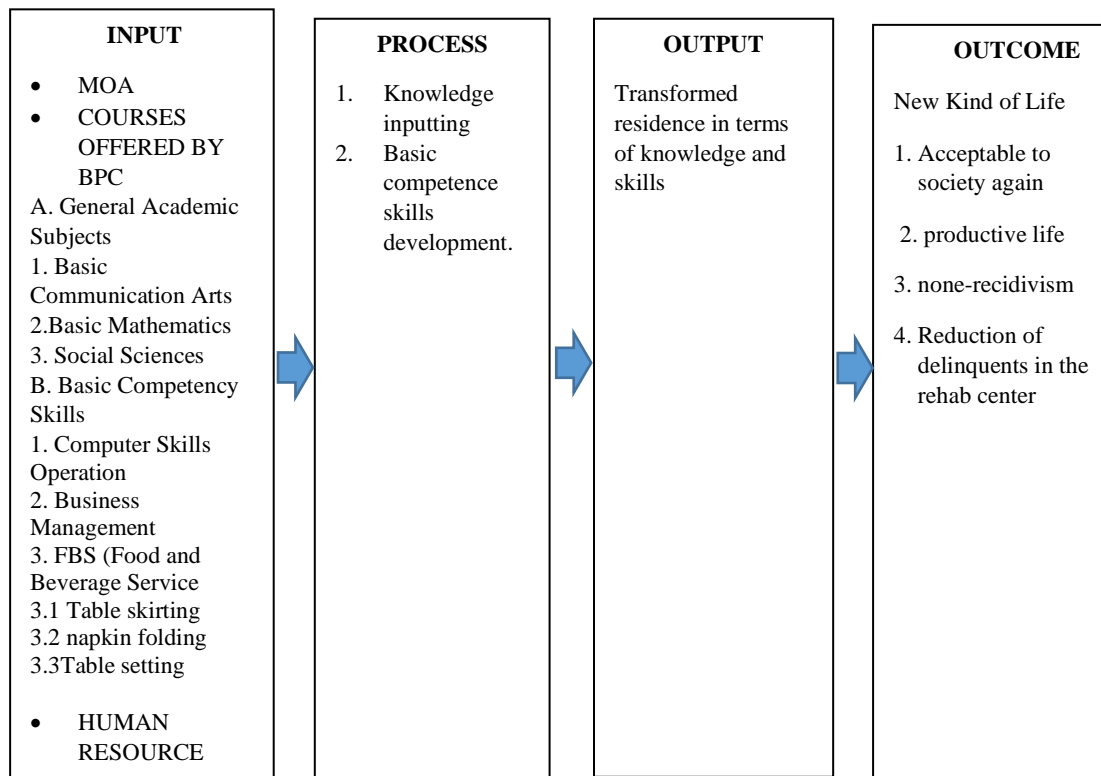 INPUT
• MOA
• COURSES
OFFERED BY
BPC
A. General Academic
Subjects
1. Basic
Communication Arts
2.Basic Mathematics
3. Social Sciences
B. Basic Competency
Skills
1. Computer Skills
Operation
2. Business
Management
3. FBS (Food and
Beverage Service
3.1 Table skirting
3.2 napkin folding
3.3Table setting
• HUMAN
RESOURCE
PROCESS
1. Knowledge
inputting
2. Basic
competence
skills
development.
OUTPUT
Transformed
residence in terms
of knowledge and
skills
OUTCOME
New Kind of Life
1. Acceptable to
society again
2. productive life
3. none-recidivism
4. Reduction of
delinquents in the
rehab center